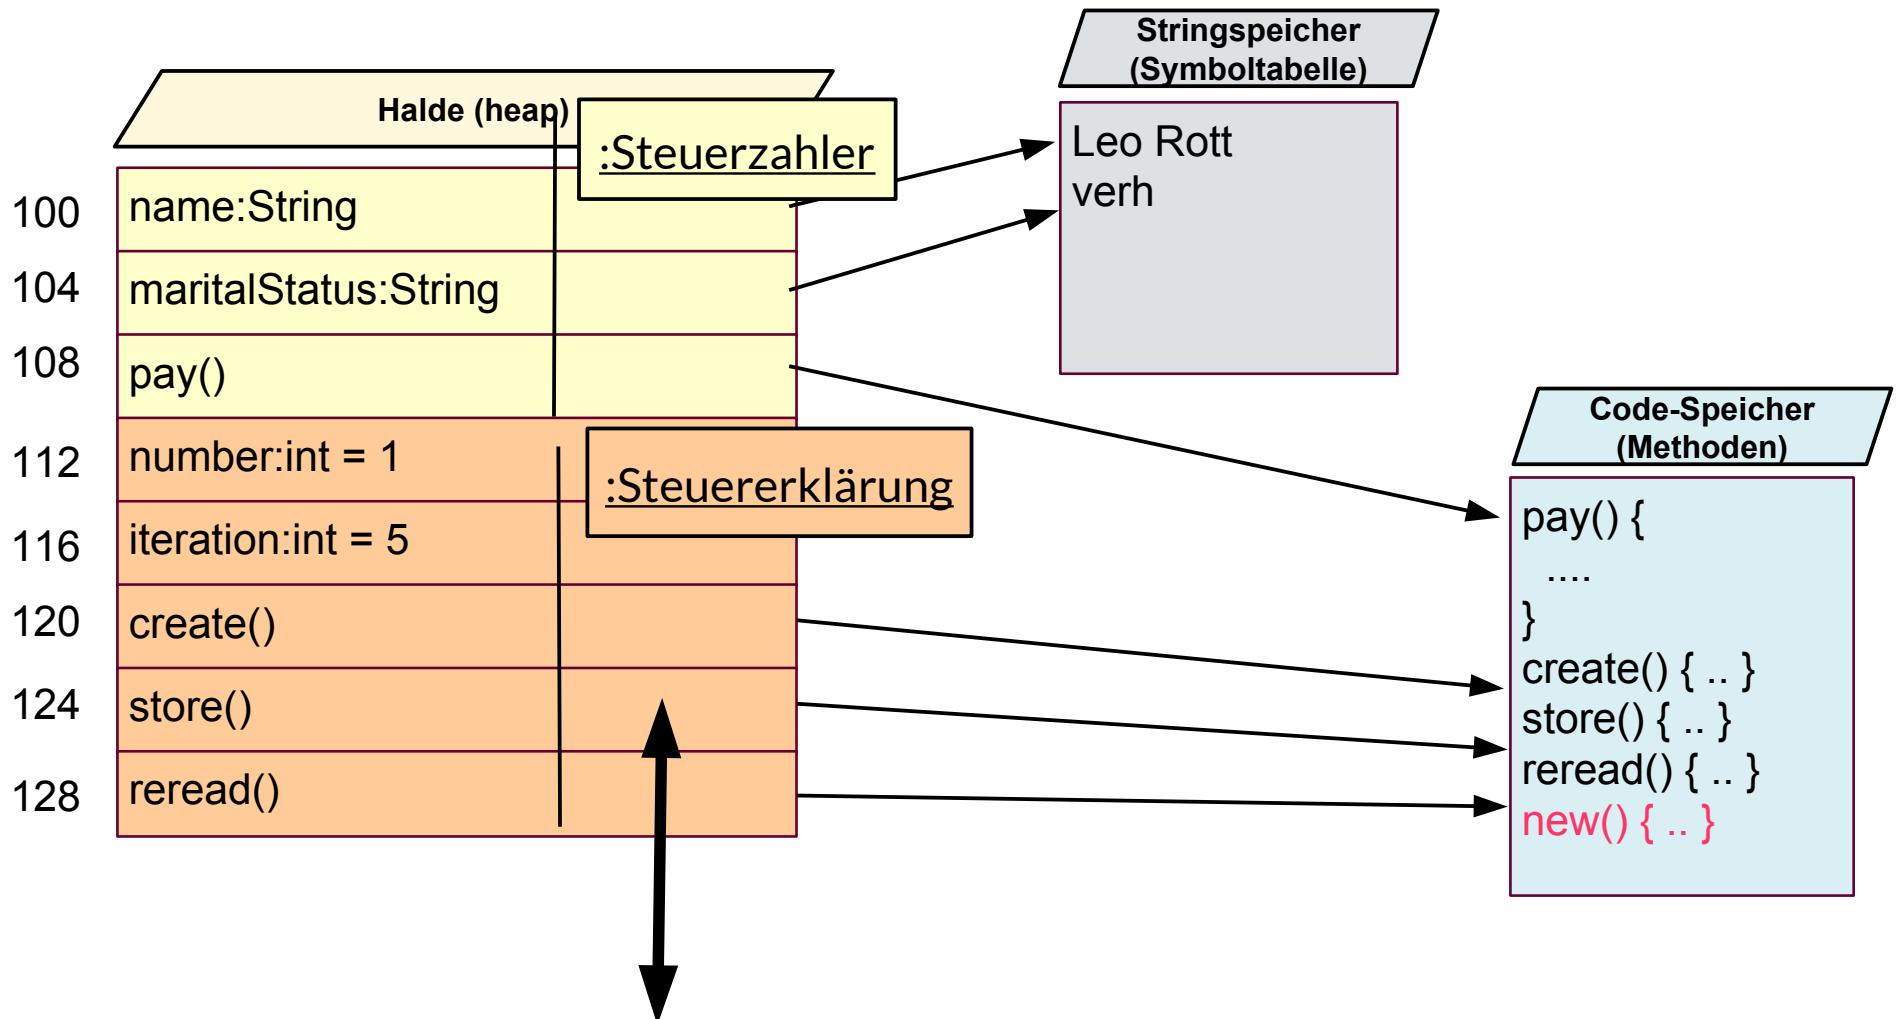 Stringspeicher
(Symboltabelle)
Halde (heap)
:Steuerzahler
Leo Rott
verh
100 name:String
104 maritalStatus:String
108 pay()
112 number:int = 1
:Steuererklärung
116 iteration:int = 5
120 create()
124 store()
128 reread()
Code-Speicher
(Methoden)
pay() {
....
}
create() { .. }
store() { .. }
reread() { .. }
new() { .. }